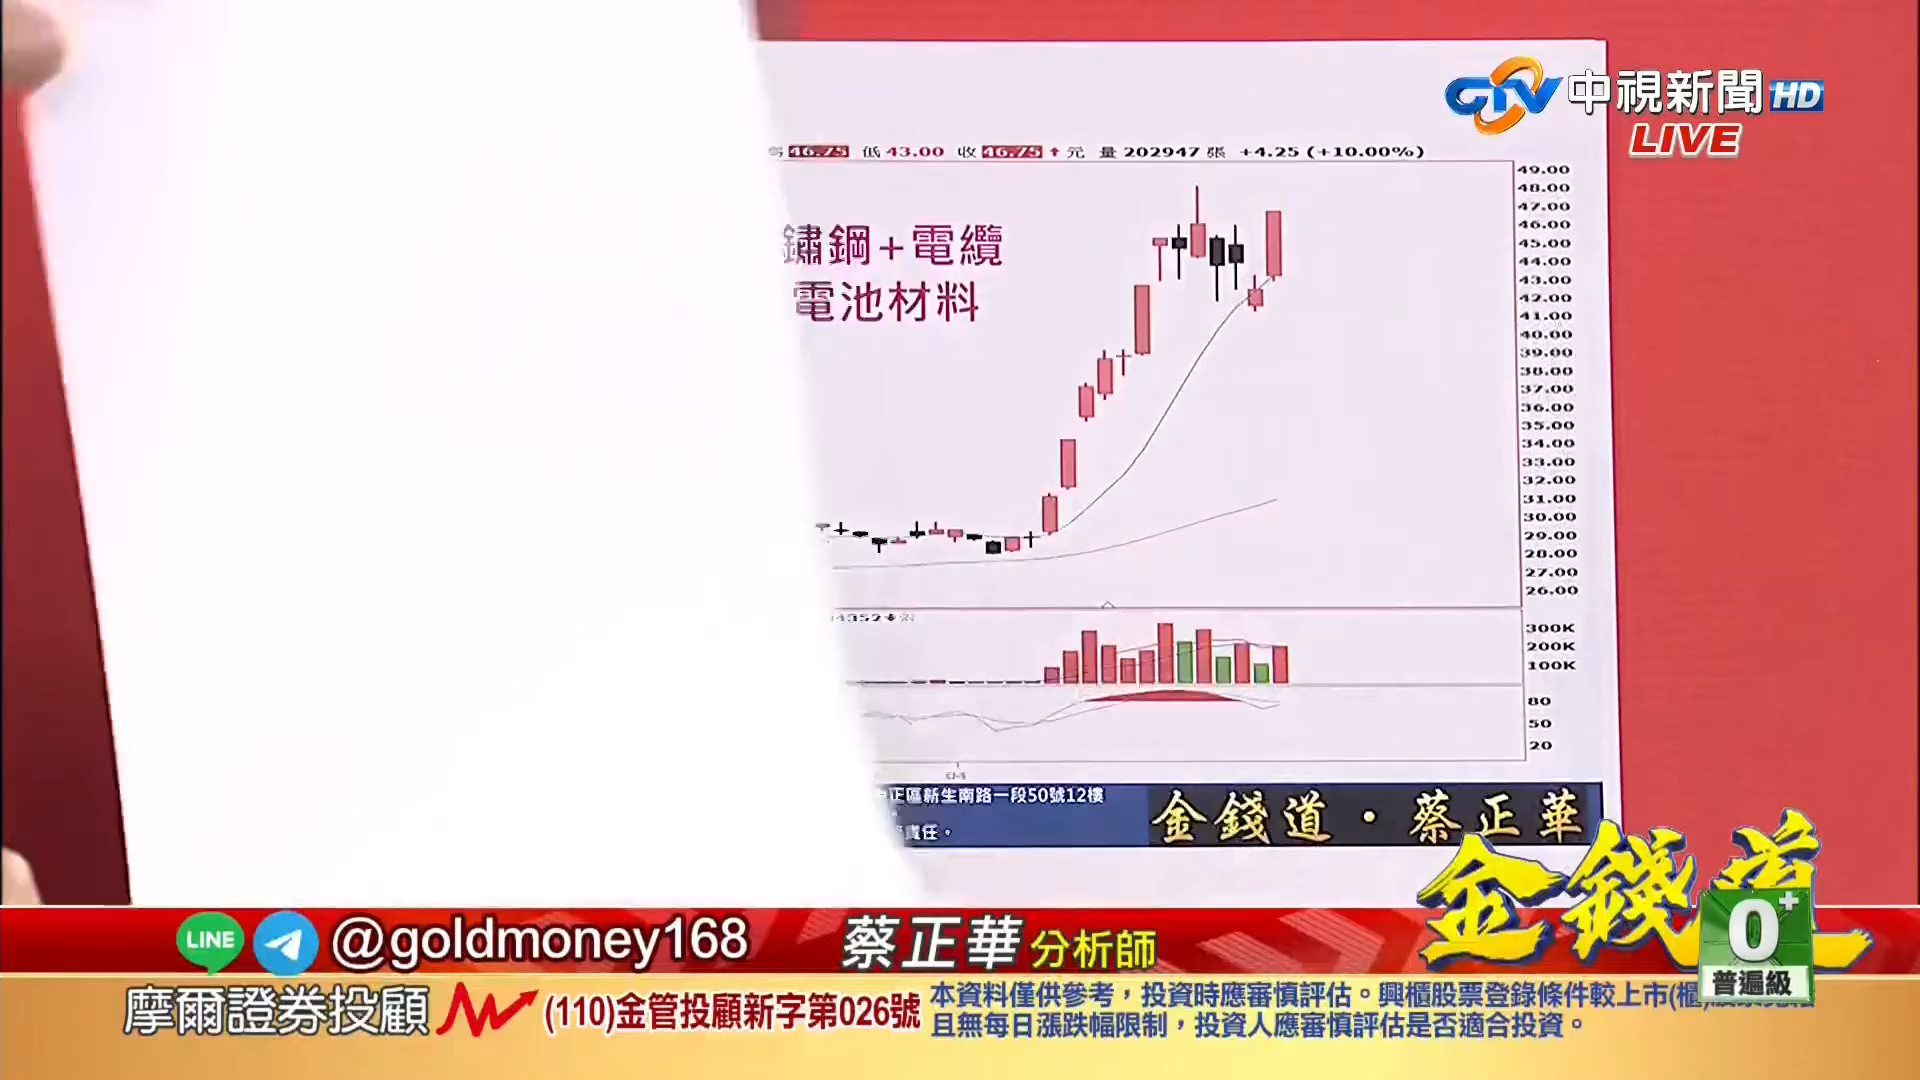 CTV 中視新聞 HD
LIVE
46.75 低 43.00 收 46.75 元 量 202947 張 +4.25 (+10.00%)
鏽鋼+電纜
電池材料
49.00
48.00
47.00
46.00
45.00
44.00
43.00
42.00
41.00
40.00
39.00
38.00
37.00
36.00
35.00
34.00
33.00
32.00
31.00
30.00
29.00
28.00
27.00
26.00
300K
200K
100K
80
50
20
正區新生南路一段50號12樓
責任。
金錢道・蔡正華
金錢道
LINE @goldmoney168 蔡正華 分析師
0+
普遍級
摩爾證券投顧 (110)金管投顧新字第026號
本資料僅供參考，投資時應審慎評估。興櫃股票登錄條件較上市(櫃)
且無每日漲跌幅限制，投資人應審慎評估是否適合投資。